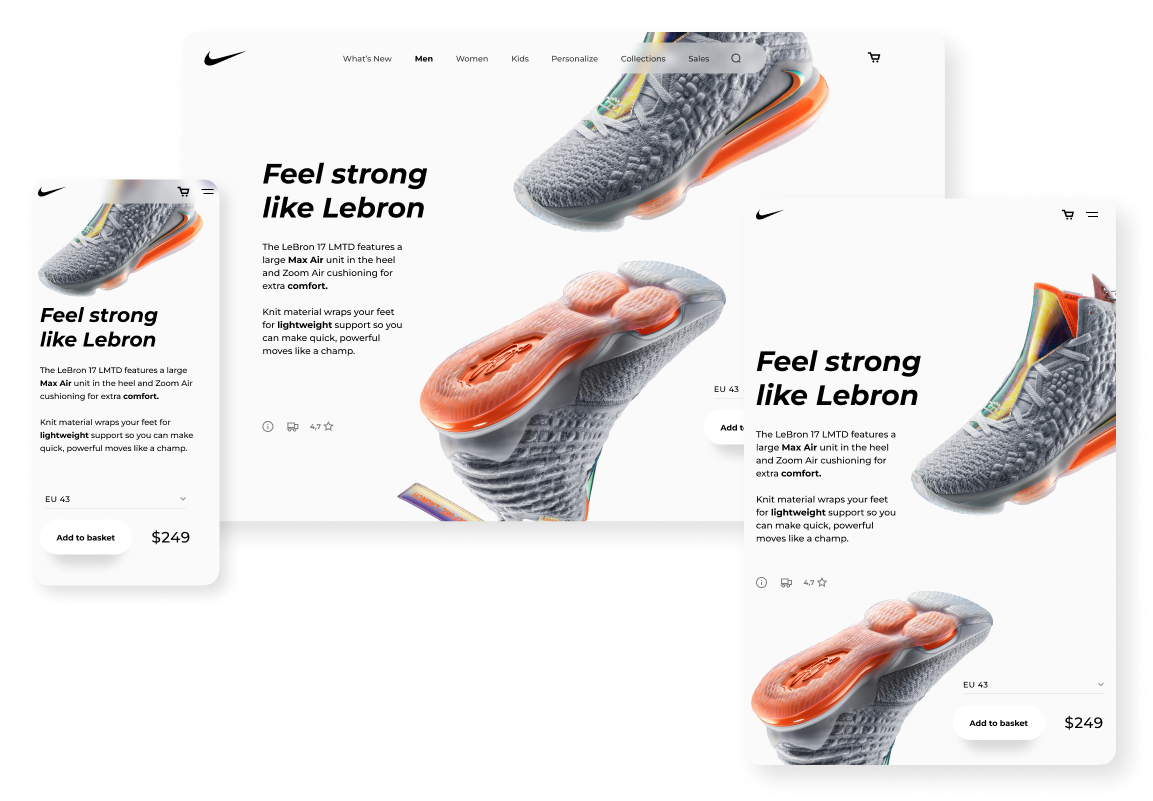 What's New
Men
Women
Kids
Personalize
Collections
Sales
Feel strong
like Lebron
The LeBron 17 LMTD features a
large Max Air unit in the heel
and Zoom Air cushioning for
extra comfort.
Knit material wraps your feet
for lightweight support so you
can make quick, powerful
moves like a champ.
4,7
EU 43
Feel strong
like Lebron
The LeBron 17 LMTD features a large
Max Air unit in the heel and Zoom Air
cushioning for extra comfort.
Knit material wraps your feet for
lightweight support so you can make
quick, powerful moves like a champ.
EU 43
Add to basket
$249
Feel strong
like Lebron
The LeBron 17 LMTD features a
large Max Air unit in the heel
and Zoom Air cushioning for
extra comfort.
Knit material wraps your feet
for lightweight support so you
can make quick, powerful
moves like a champ.
4,7
EU 43
Add to basket
$249